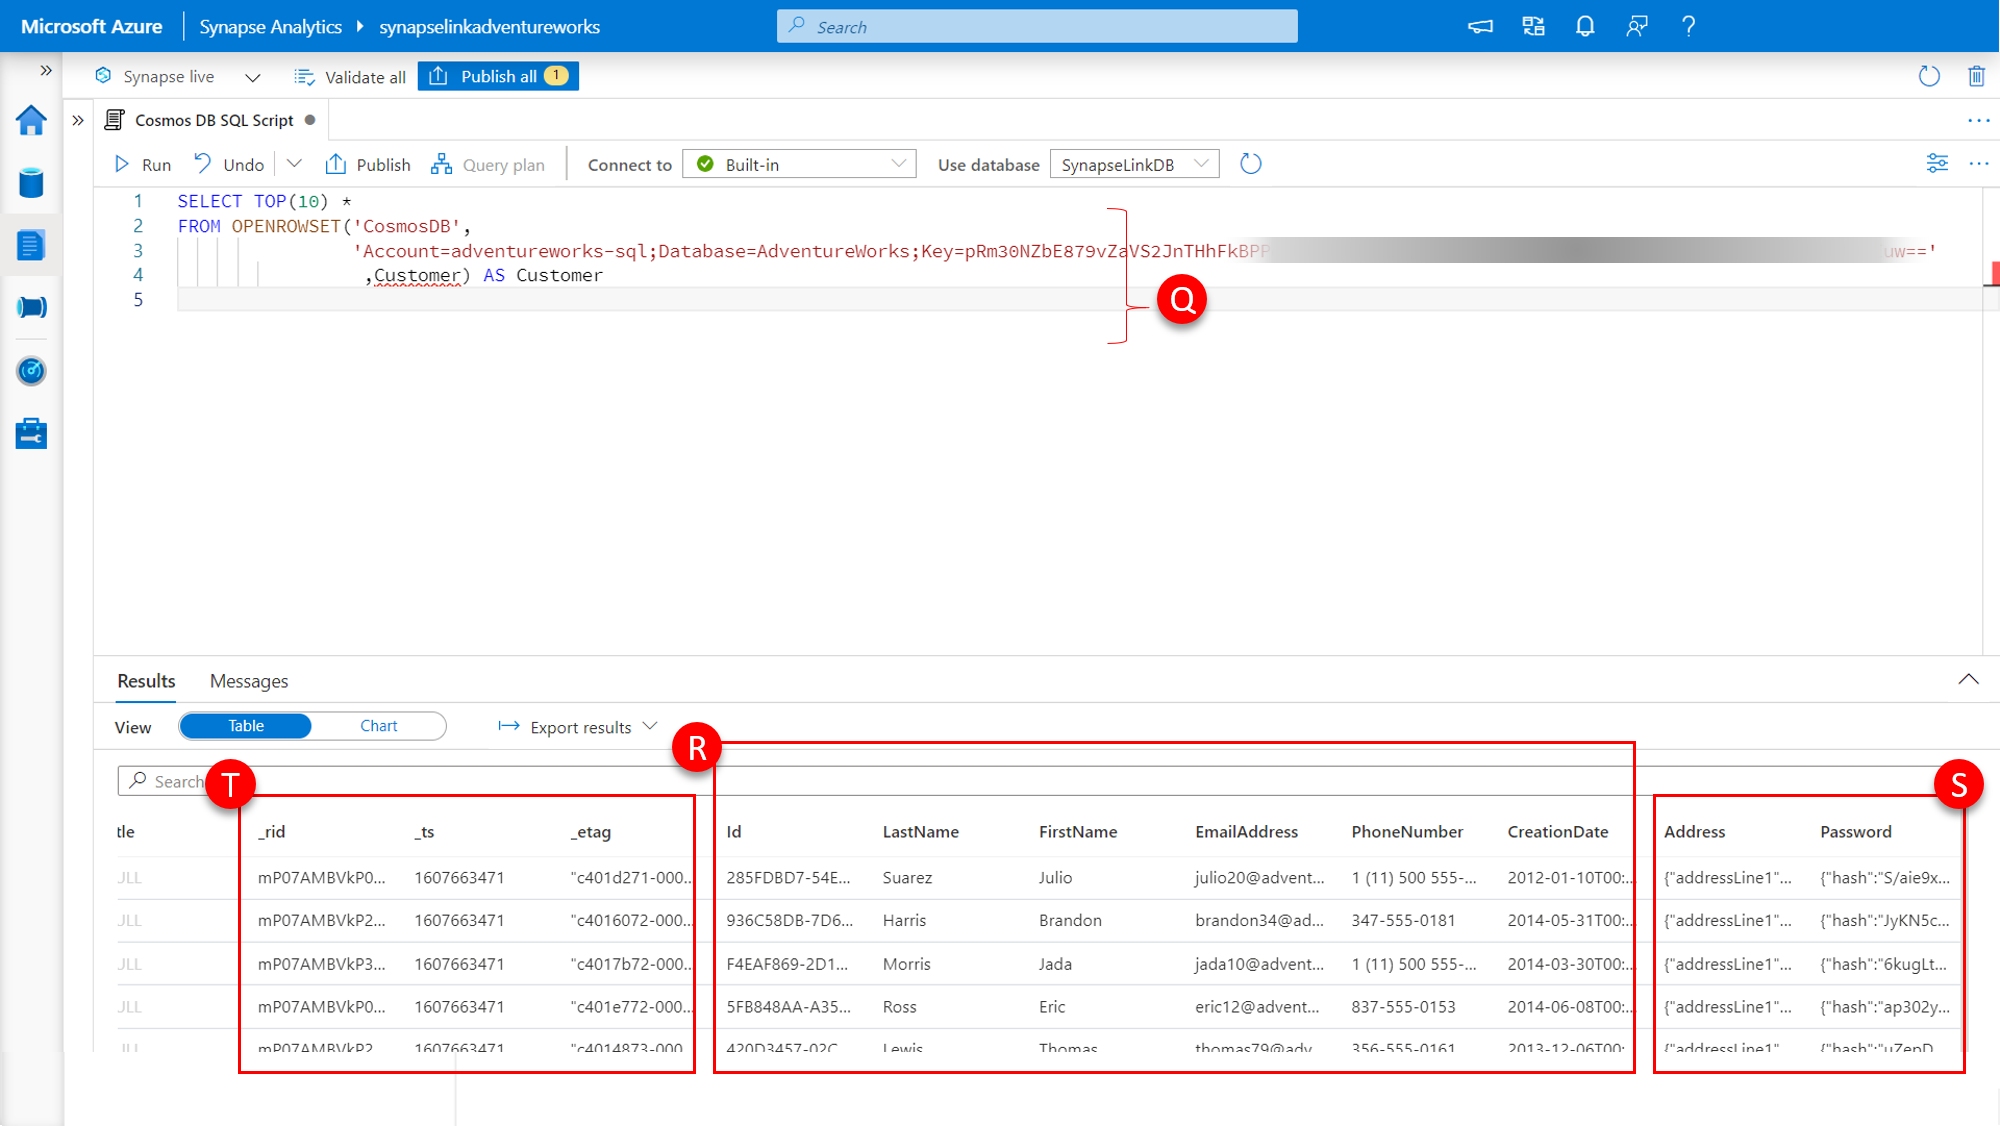 Microsoft Azure
Synapse Analytics
synapselinkadventureworks
Search
Synapse live
Validate all
Publish all 1
Cosmos DB SQL Script
Run
Undo
Publish
Query plan
Connect to
Built-in
Use database
SynapseLinkDB
1 SELECT TOP(10) *
2 FROM OPENROWSET('CosmosDB',
3 'Account=adventureworks-sql;Database=AdventureWorks;Key=pRm30NZbE879vZaVS2JnTHhFkBPP uw=='
4 ,Customer) AS Customer
5
Q
Results Messages
View Table Chart Export results
R
Search
T
S
tle _rid _ts _etag Id LastName FirstName EmailAddress PhoneNumber CreationDate Address Password
JLL mP07AMBVkP0... 1607663471 "c401d271-000... 285FDBD7-54E... Suarez Julio julio20@advent... 1 (11) 500 555-... 2012-01-10T00:... {"addressLine1"... {"hash":"S/aie9x...
JLL mP07AMBVkP2... 1607663471 "c4016072-000... 936C58DB-7D6... Harris Brandon brandon34@ad... 347-555-0181 2014-05-31T00:... {"addressLine1"... {"hash":"JyKN5c...
JLL mP07AMBVkP3... 1607663471 "c4017b72-000... F4EAF869-2D1... Morris Jada jada10@advent... 1 (11) 500 555-... 2014-03-30T00:... {"addressLine1"... {"hash":"6kugLt...
JLL mP07AMBVkP0... 1607663471 "c401e772-000... 5FB848AA-A35... Ross Eric eric12@advent... 837-555-0153 2014-06-08T00:... {"addressLine1"... {"hash":"ap302y...
JLL mP07AMBVkP2 1607663471 "c4014873-000 420D3457-02C Lewis Thomas thomas79@adv 356-555-0161 2013-12-06T00: {"addressLine1" {"hash":"uZepD